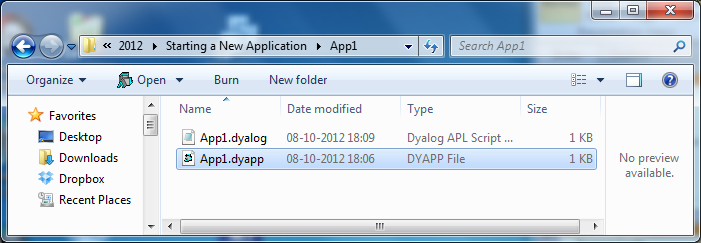 « 2012 ▸ Starting a New Application ▸ App1 Search App1
Organize Open Burn New folder
Name Date modified Type Size
Favorites
Desktop
Downloads
Dropbox
Recent Places
App1.dyalog 08-10-2012 18:09 Dyalog APL Script ... 1 KB
App1.dyapp 08-10-2012 18:06 DYAPP File 1 KB
No preview
available.